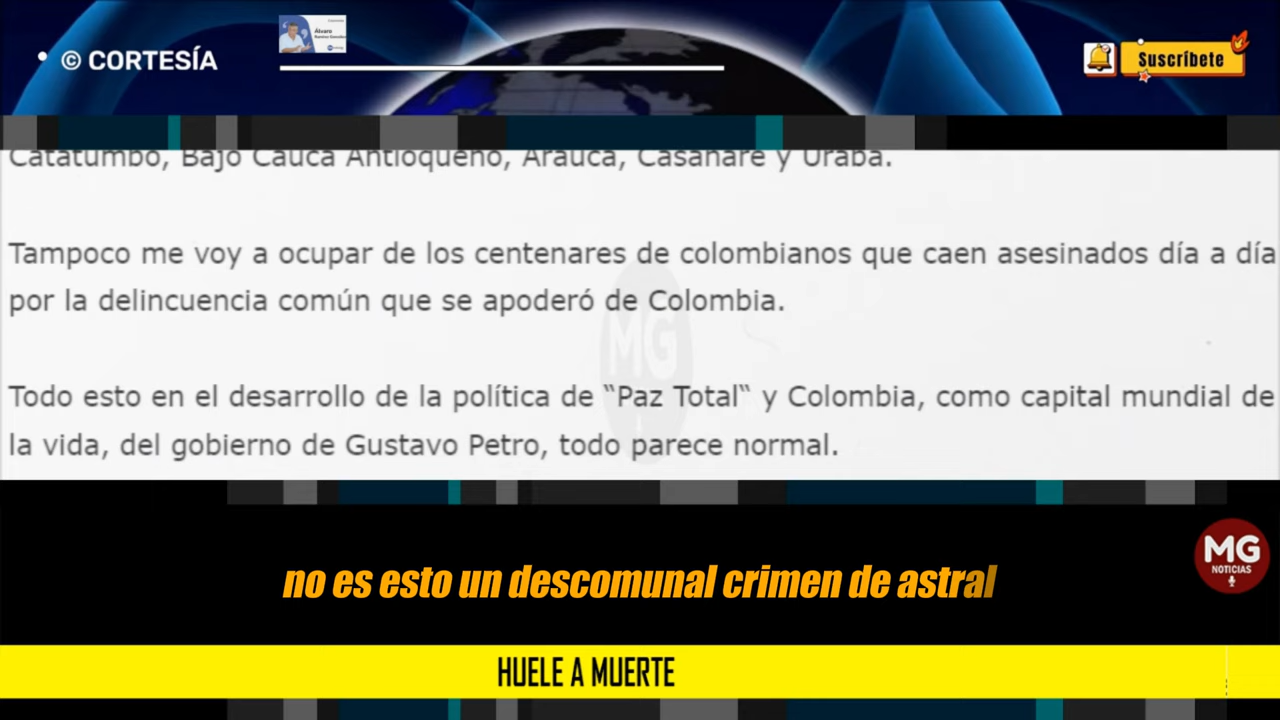 © CORTESÍA
Álvaro
Suscríbete
Catatumbo, Bajo Cauca Antioqueño, Arauca, Casanare y Urabá.
Tampoco me voy a ocupar de los centenares de colombianos que caen asesinados día a día
por la delincuencia común que se apoderó de Colombia.
MG
Todo esto en el desarrollo de la política de “Paz Total“ y Colombia, como capital mundial de
la vida, del gobierno de Gustavo Petro, todo parece normal.
no es esto un descomunal crimen de astral
MG
NOTICIAS
HUELE A MUERTE